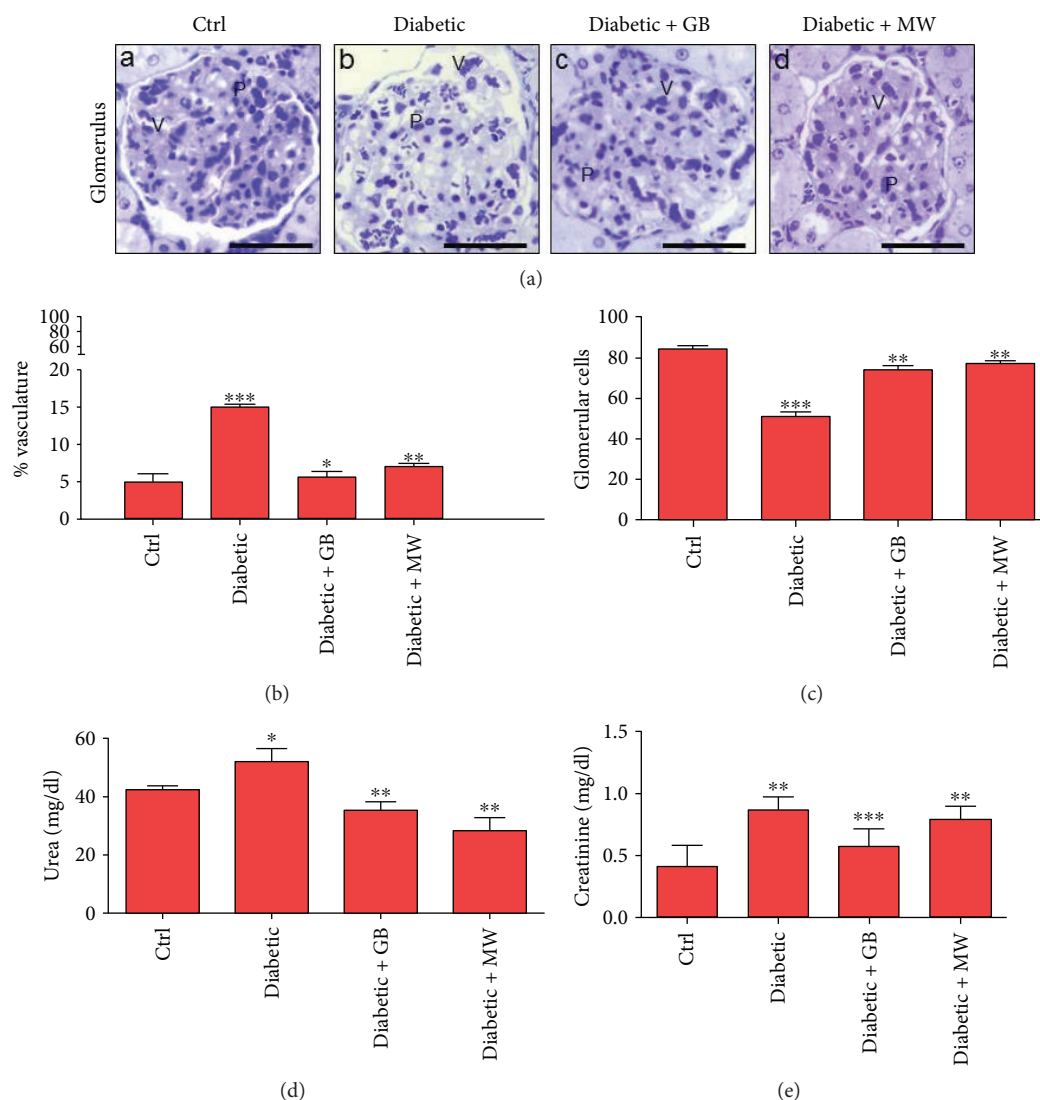 Ctrl
Diabetic
Diabetic + GB
Diabetic + MW
Glomerulus
a
P
V
b
V
P
c
V
P
d
V
P
(a)
% vasculature
100
80
60
20
15
10
5
0
***
*
**
Ctrl
Diabetic
Diabetic + GB
Diabetic + MW
(b)
Glomerular cells
100
80
60
40
20
0
***
**
**
Ctrl
Diabetic
Diabetic + GB
Diabetic + MW
(c)
Urea (mg/dl)
60
40
20
0
*
**
**
Ctrl
Diabetic
Diabetic + GB
Diabetic + MW
(d)
Creatinine (mg/dl)
1.5
1.0
0.5
0.0
**
***
**
Ctrl
Diabetic
Diabetic + GB
Diabetic + MW
(e)